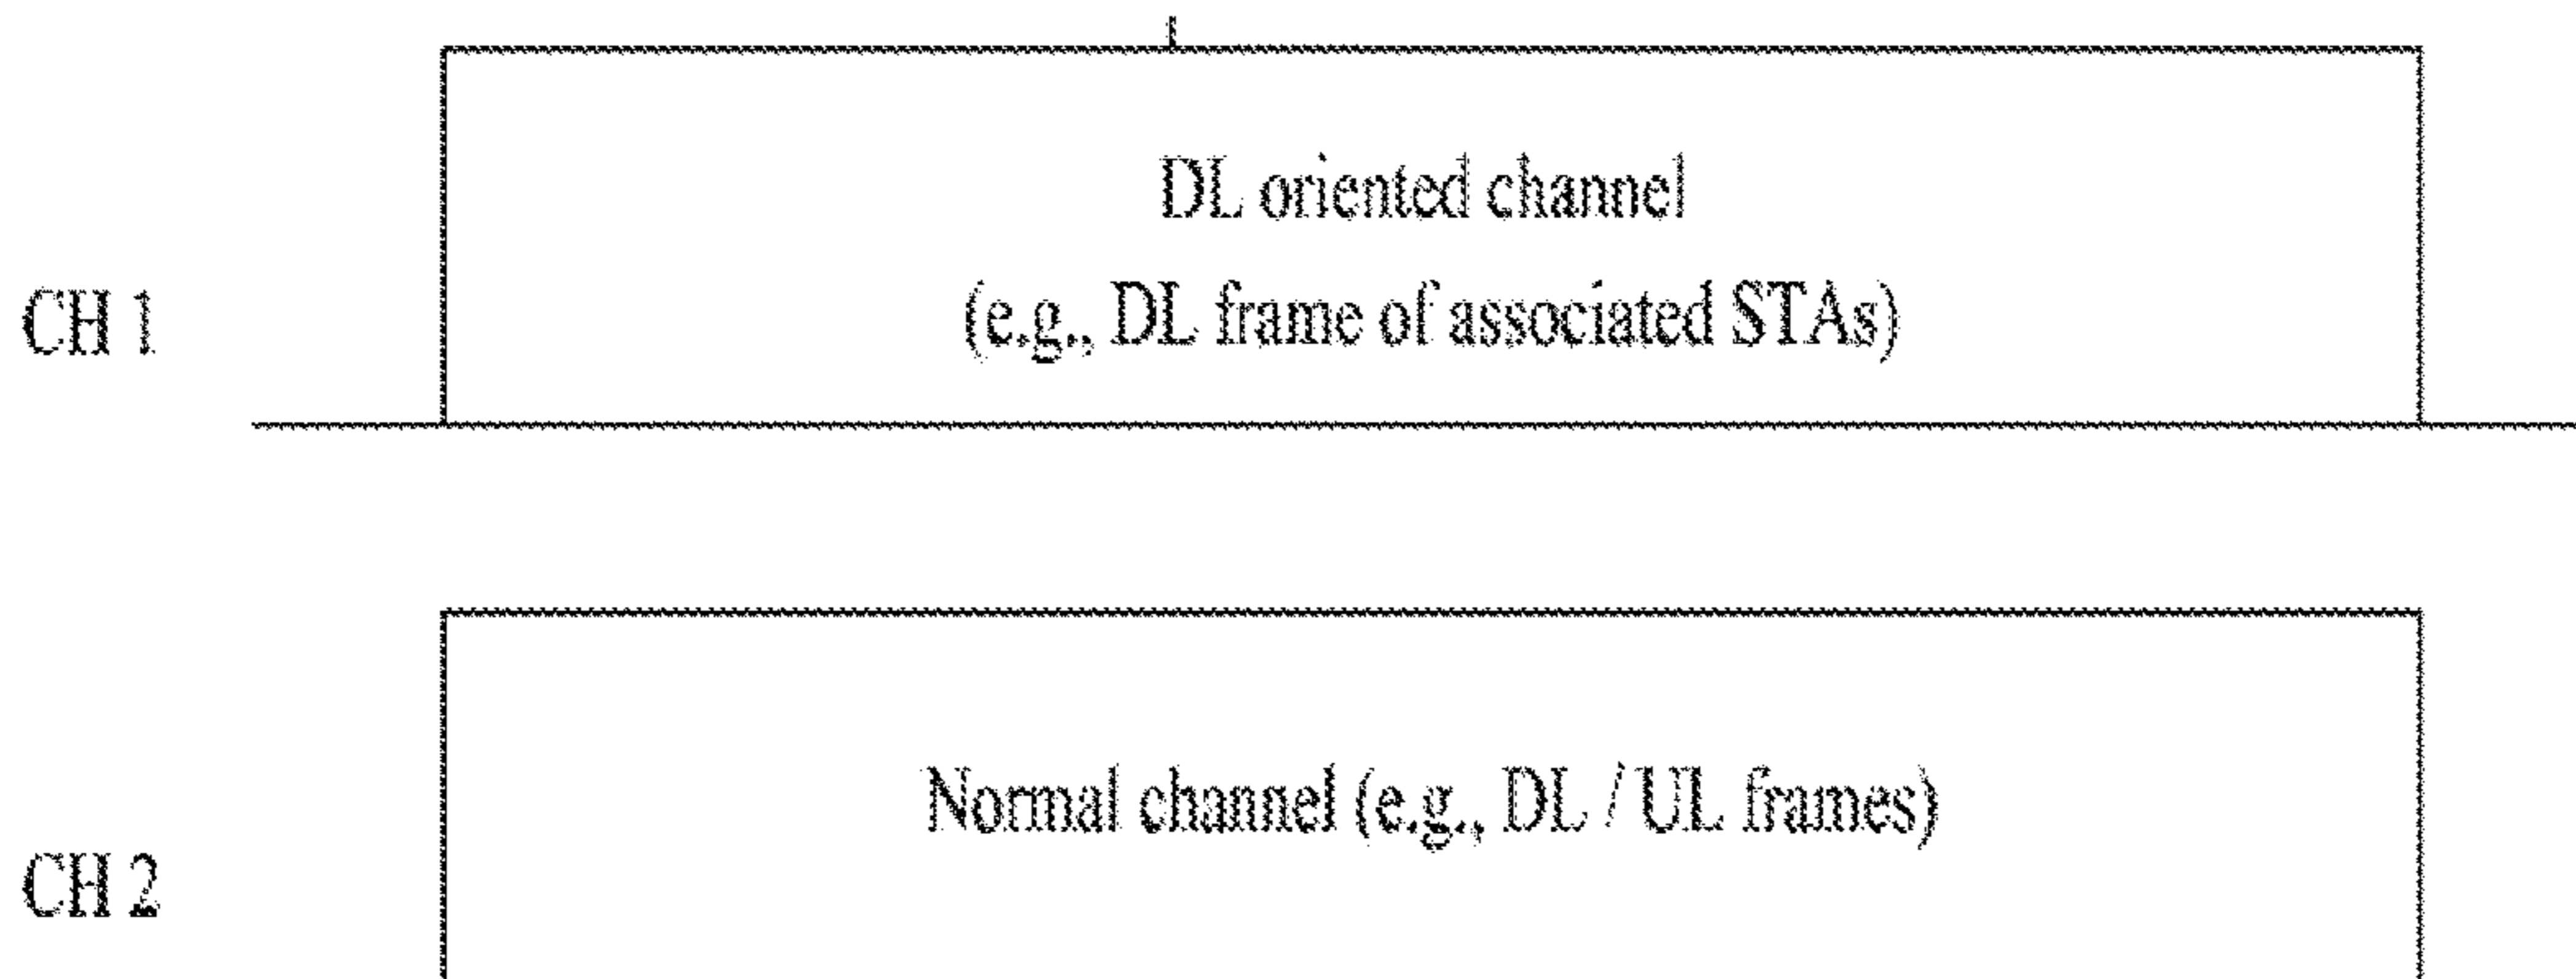 DL oriented channel
(e.g., DL frame of associated STAs)
CH 1
Normal channel (e.g., DL / UL frames)
CH 2